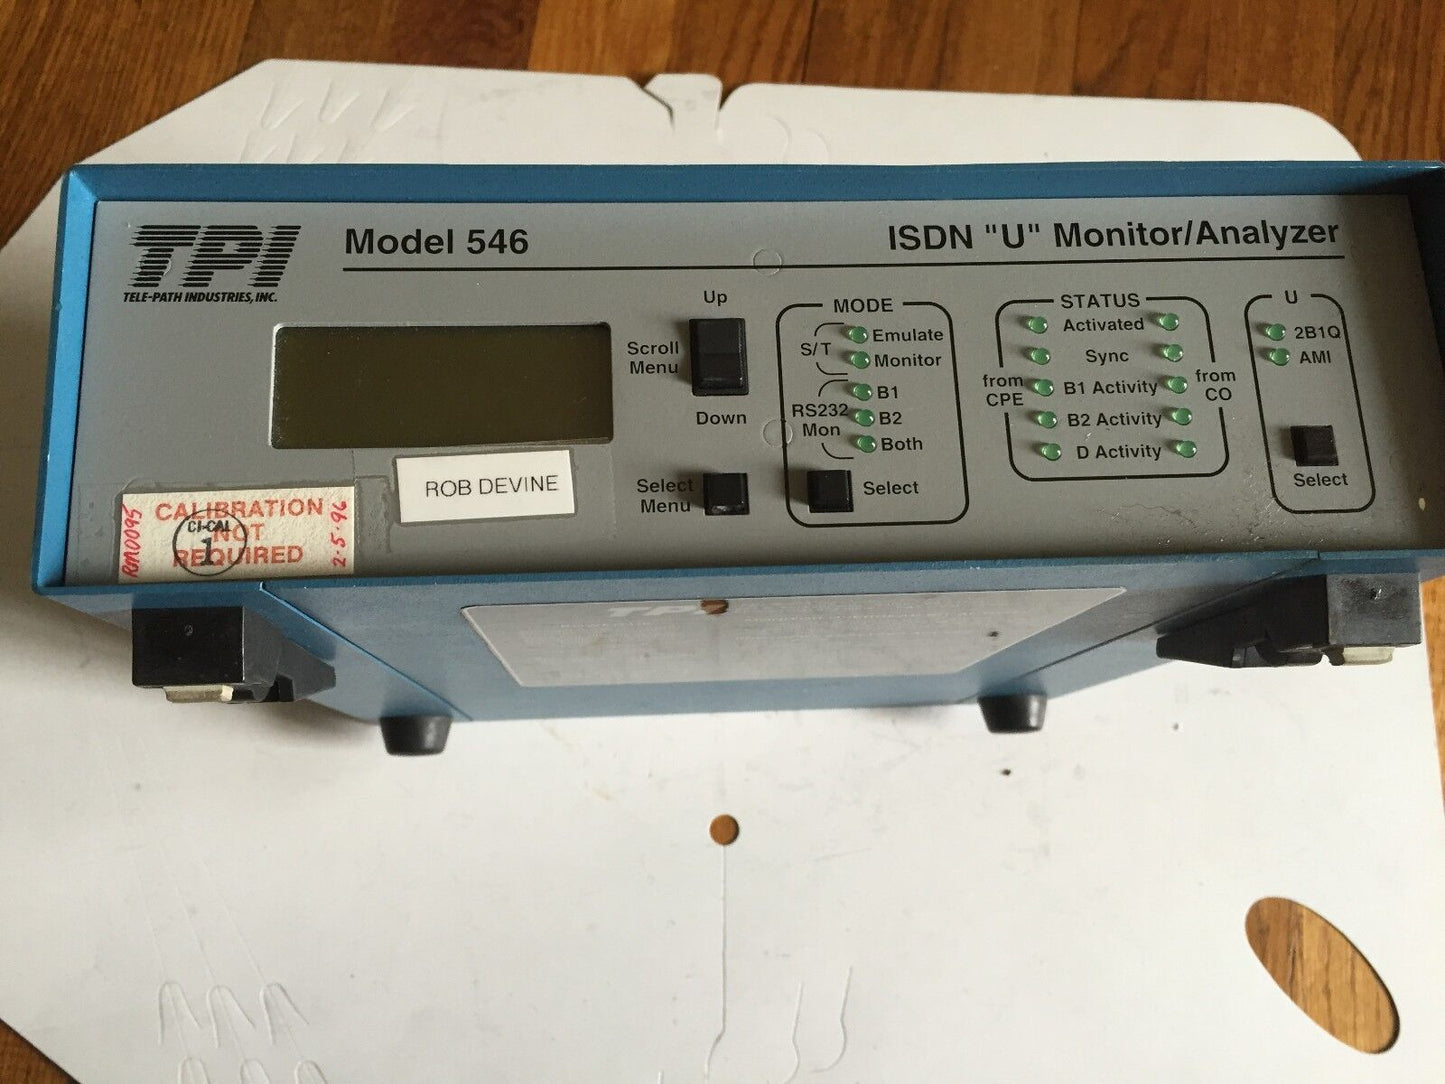 TPI
TELE-PATH INDUSTRIES, INC.
Model 546
ISDN "U" Monitor/Analyzer
Up
Scroll
Menu
Down
Select
Menu
MODE
S/T
Emulate
Monitor
RS232
Mon
B1
B2
Both
Select
STATUS
Activated
Sync
from
CPE
B1 Activity
from
CO
B2 Activity
D Activity
U
2B1Q
AMI
Select
ROB DEVINE
RM0095
CALIBRATION
NOT
REQUIRED
CI-CAL
1
2-5-96
TPI